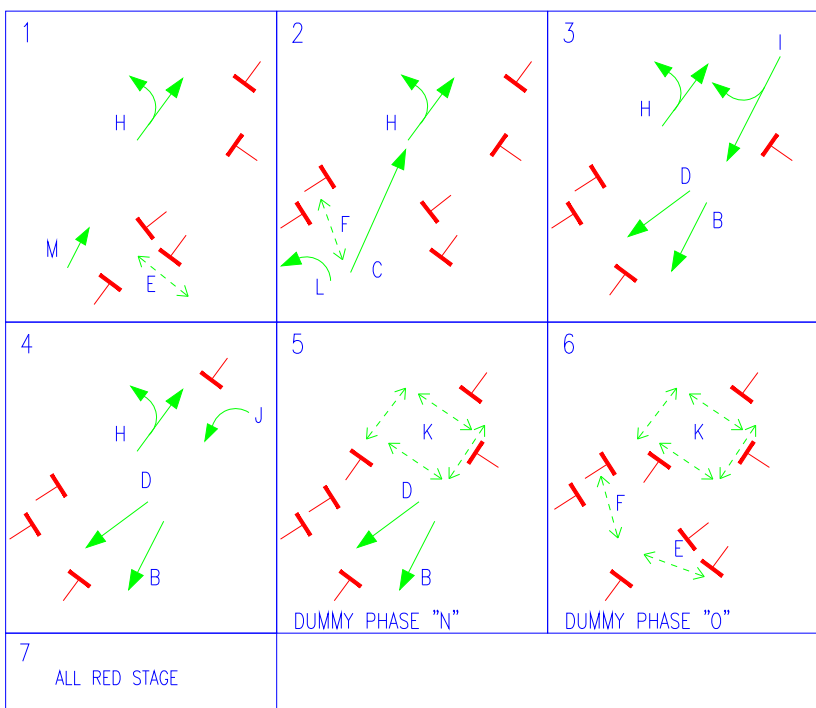 1
H
M
E
2
H
F
L
C
3
I
H
D
B
4
H
J
D
B
5
K
D
B
DUMMY PHASE "N"
6
K
F
E
DUMMY PHASE "O"
7
ALL RED STAGE